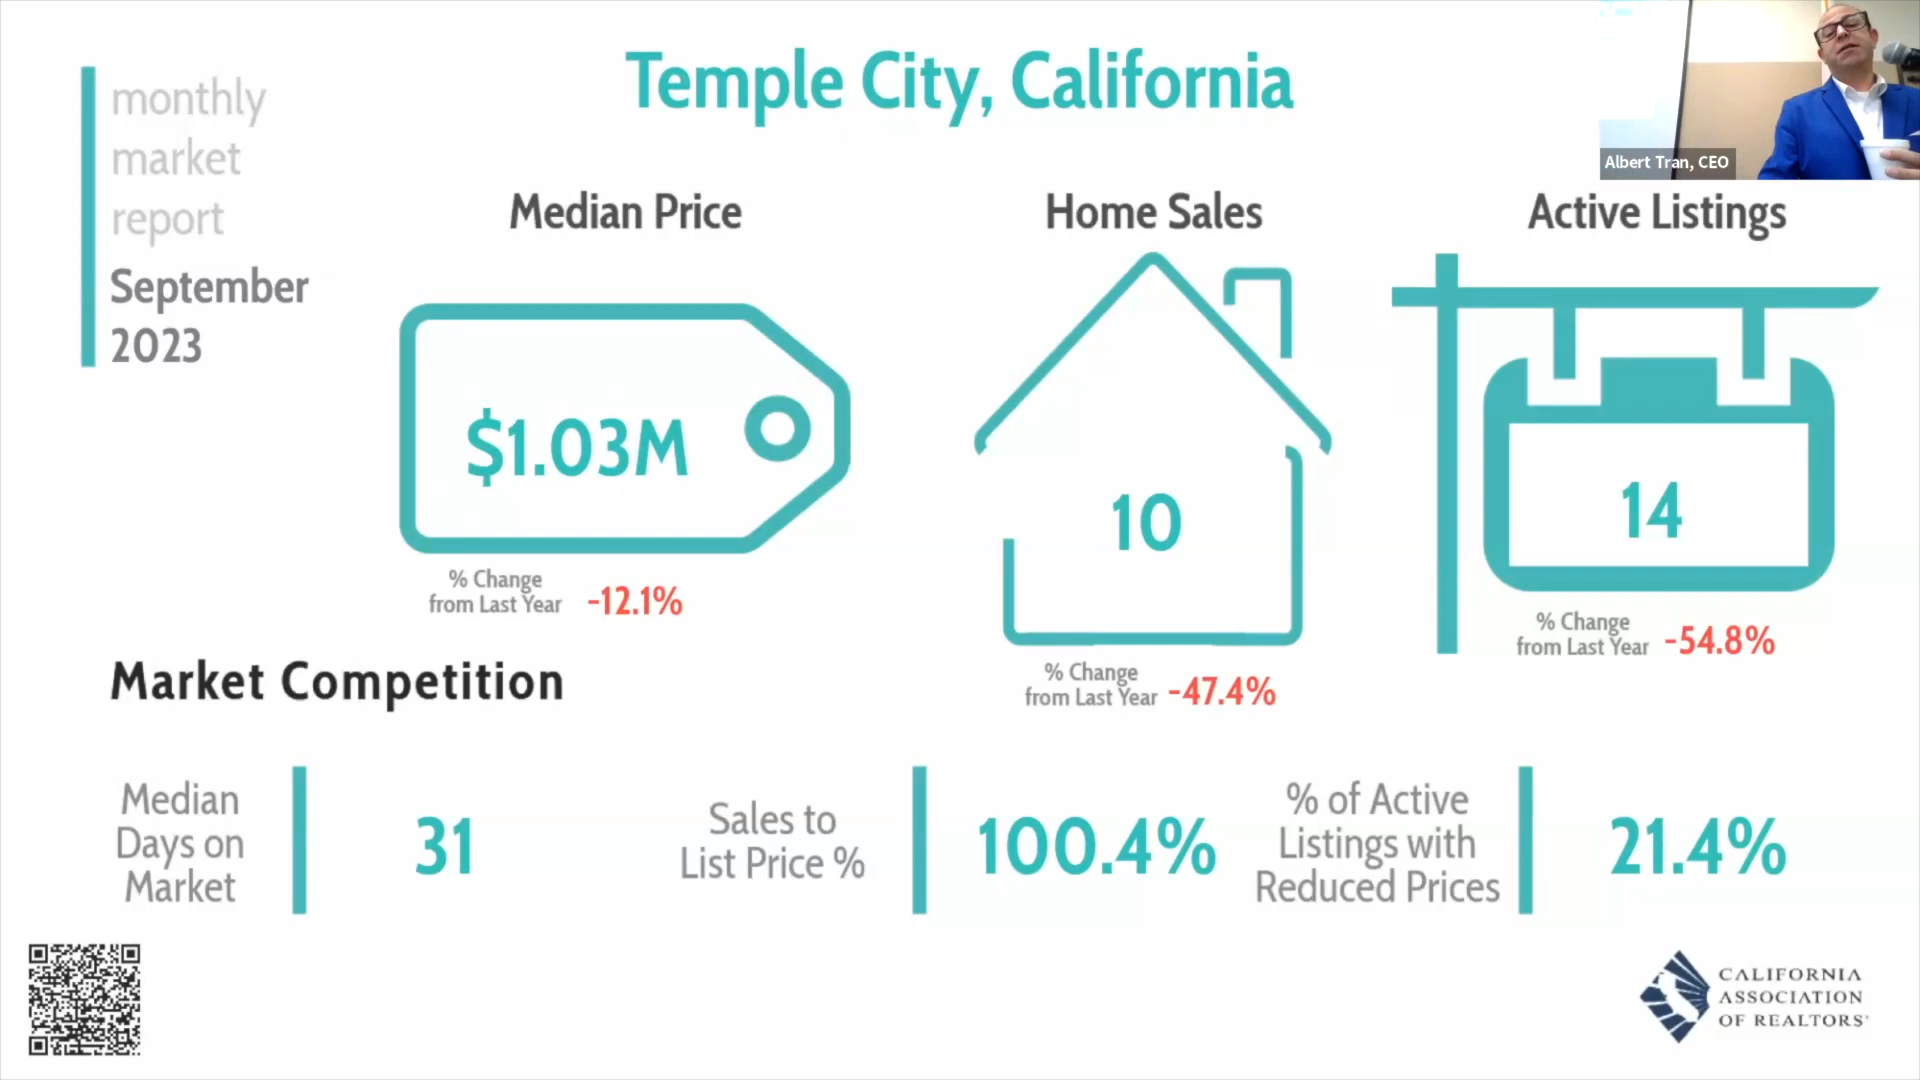 Temple City, California
monthly
market
report
September
2023
Albert Tran, CEO
Median Price
$1.03M
% Change
from Last Year
-12.1%
Home Sales
10
% Change
from Last Year
-47.4%
Active Listings
14
% Change
from Last Year
-54.8%
Market Competition
Median
Days on
Market
31
Sales to
List Price %
100.4%
% of Active
Listings with
Reduced Prices
21.4%
CALIFORNIA
ASSOCIATION
OF REALTORS